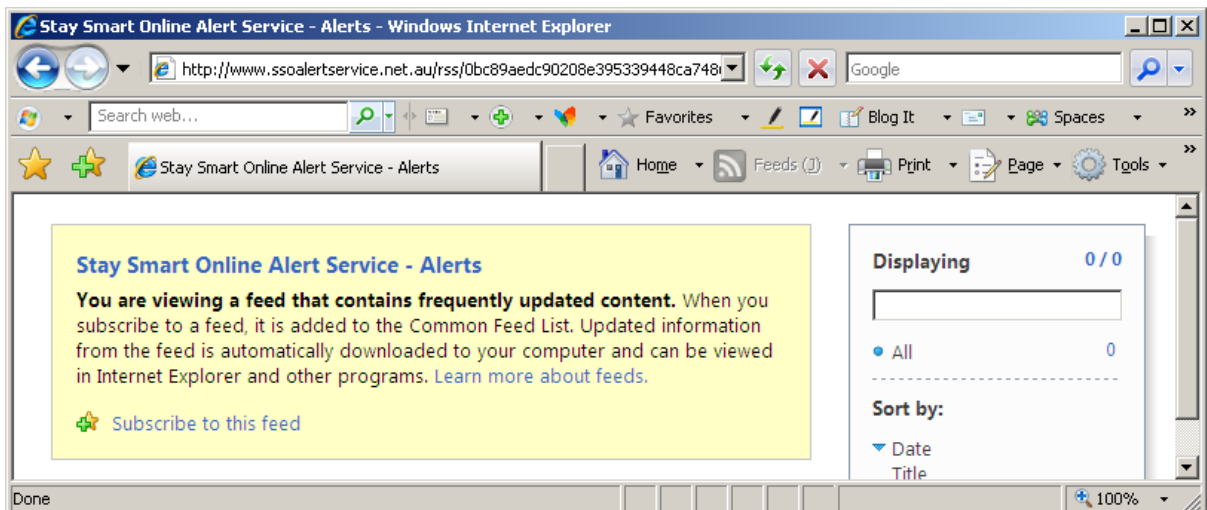 Stay Smart Online Alert Service - Alerts - Windows Internet Explorer
http://www.ssoalertservice.net.au/rss/0bc89aedc90208e395339448ca748
Google
Search web...
Favorites
Blog It
Spaces
»
Stay Smart Online Alert Service - Alerts
Home
Feeds (J)
Print
Page
Tools
»
Stay Smart Online Alert Service - Alerts
You are viewing a feed that contains frequently updated content. When you
subscribe to a feed, it is added to the Common Feed List. Updated information
from the feed is automatically downloaded to your computer and can be viewed
in Internet Explorer and other programs. Learn more about feeds.
Subscribe to this feed
Displaying 0 / 0
All 0
Sort by:
Date
Title
Done
100%